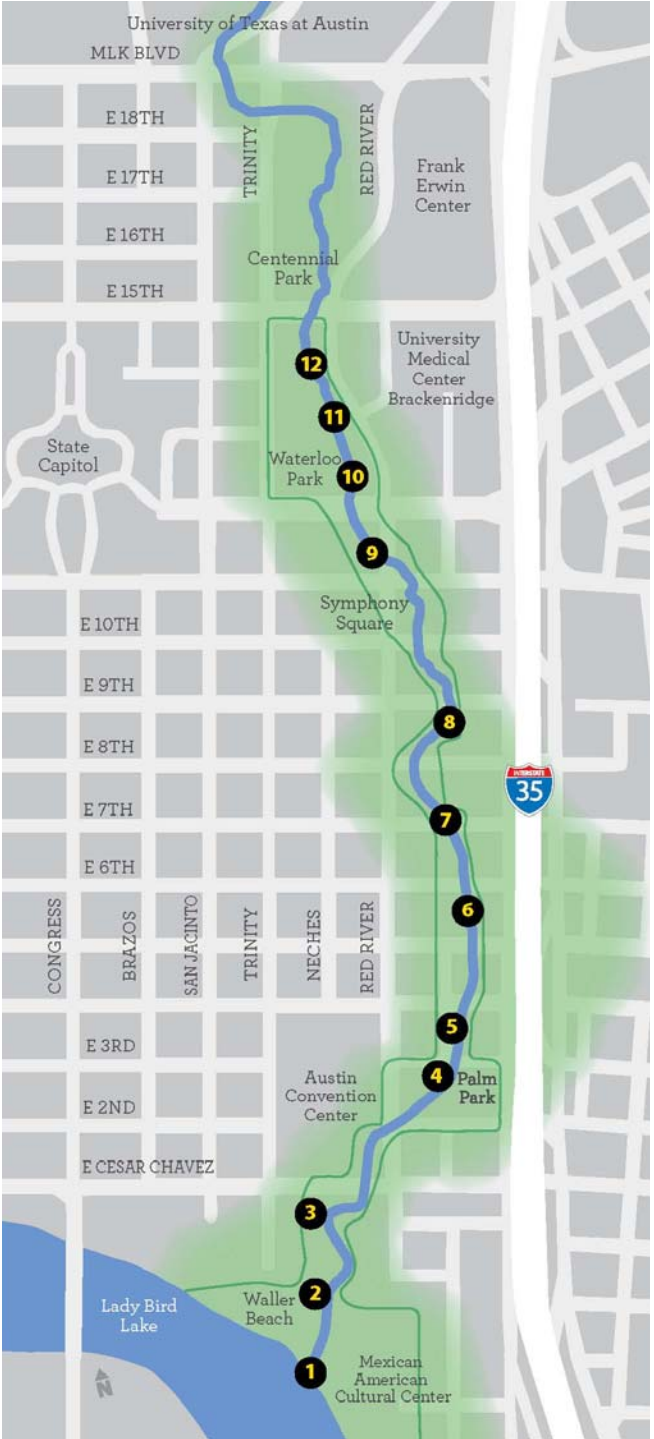 University of Texas at Austin
MLK BLVD
E 18TH
TRINITY
RED RIVER
E 17TH
Frank
Erwin
Center
E 16TH
Centennial
Park
E 15TH
University
Medical
Center
Brackenridge
12
11
State
Capitol
Waterloo
Park
10
9
Symphony
Square
E 10TH
E 9TH
8
E 8TH
INTERSTATE
35
E 7TH
7
E 6TH
6
CONGRESS
BRAZOS
SAN JACINTO
TRINITY
NECHES
RED RIVER
5
E 3RD
4
Palm
Park
Austin
Convention
Center
E 2ND
E CESAR CHAVEZ
3
2
Waller
Beach
Lady Bird
Lake
1
Mexican
American
Cultural Center
N